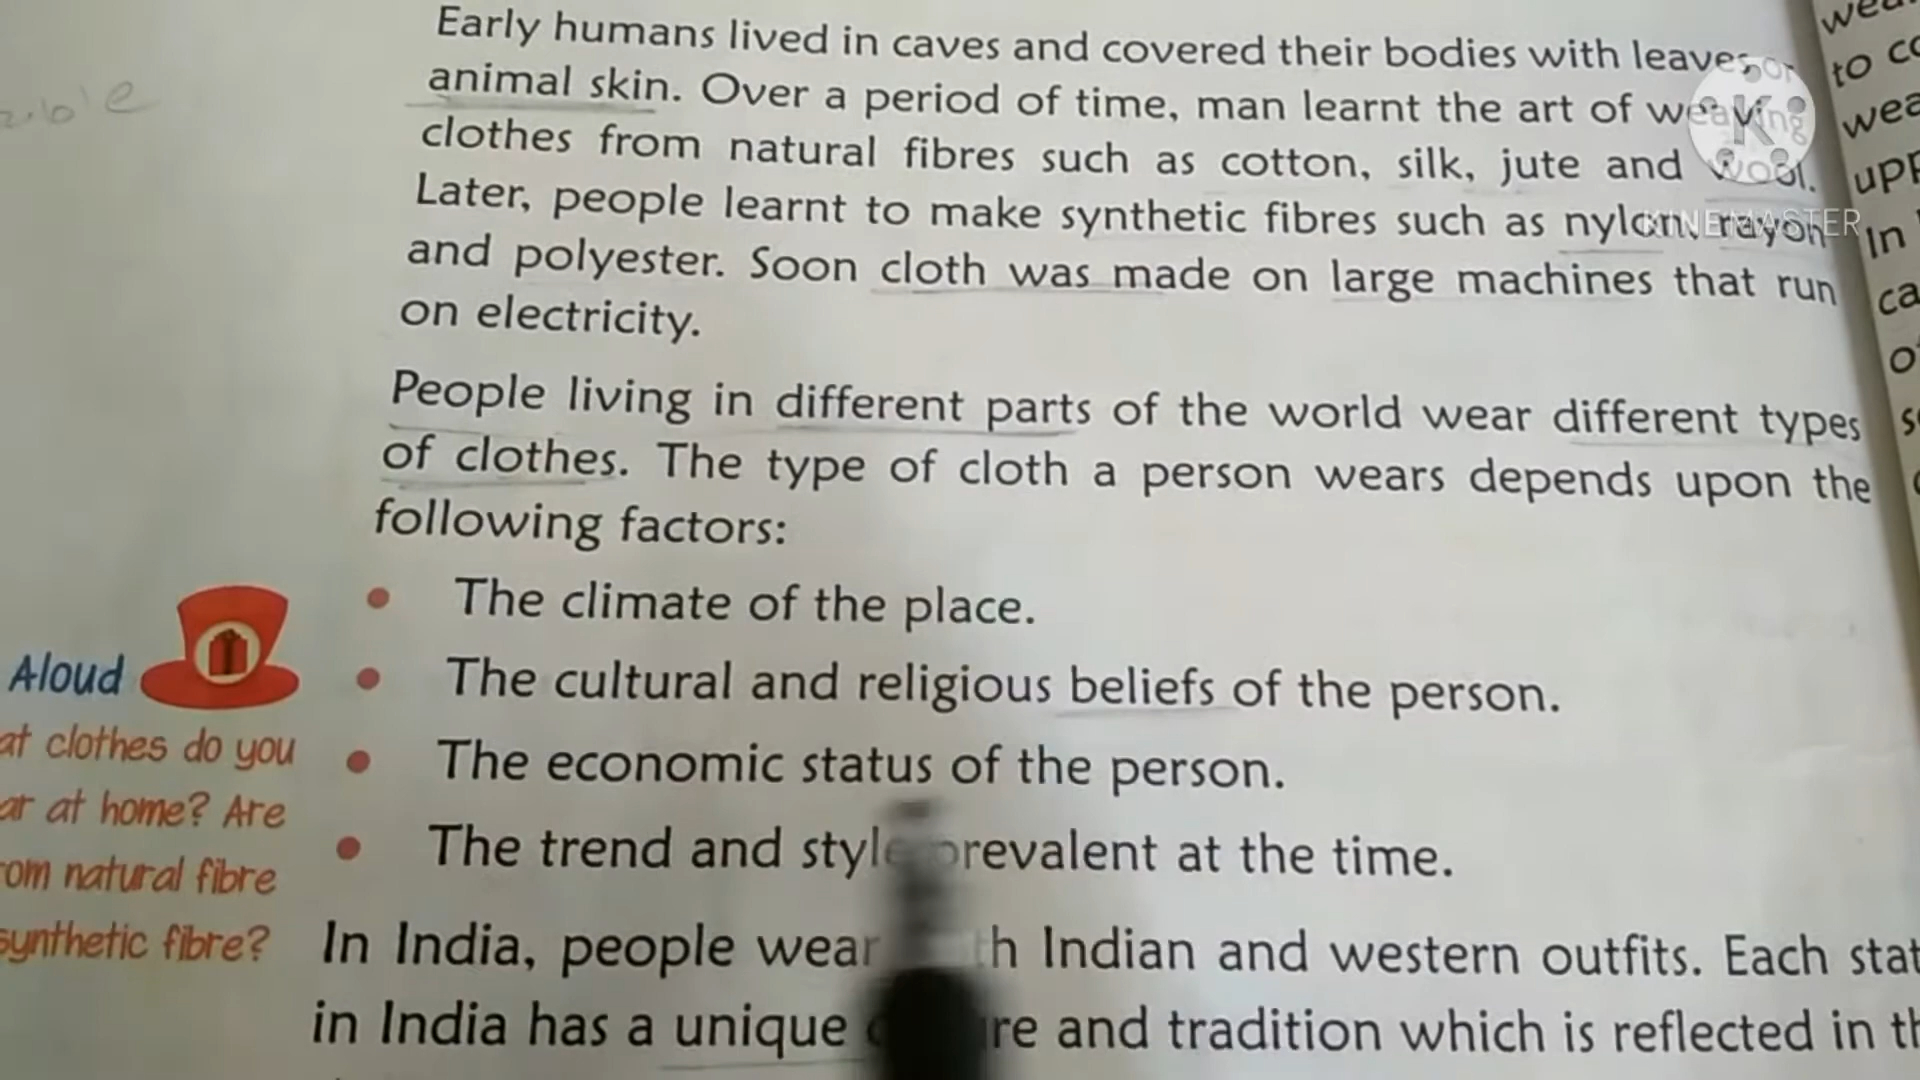 Early humans lived in caves and covered their bodies with leaves or
animal skin. Over a period of time, man learnt the art of weaving
clothes from natural fibres such as cotton, silk, jute and wool.
Later, people learnt to make synthetic fibres such as nylon, rayon
and polyester. Soon cloth was made on large machines that run
on electricity.
People living in different parts of the world wear different types
of clothes. The type of cloth a person wears depends upon the
following factors:
• The climate of the place.
• The cultural and religious beliefs of the person.
• The economic status of the person.
• The trend and style prevalent at the time.
In India, people wear Indian and western outfits. Each
in India has a unique and tradition which is reflected in
Aloud
clothes do you
at home? Are
natural fibre
synthetic fibre?
to
In
K
KINEMASTER